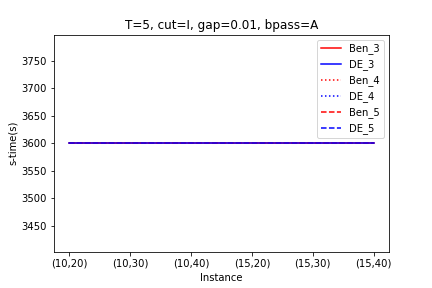 T=5, cut=I, gap=0.01, bpass=A
Ben_3
DE_3
Ben_4
DE_4
Ben_5
DE_5
3750
3700
3650
3600
3550
3500
3450
s-time(s)
(10,20) (10,30) (10,40) (15,20) (15,30) (15,40)
Instance